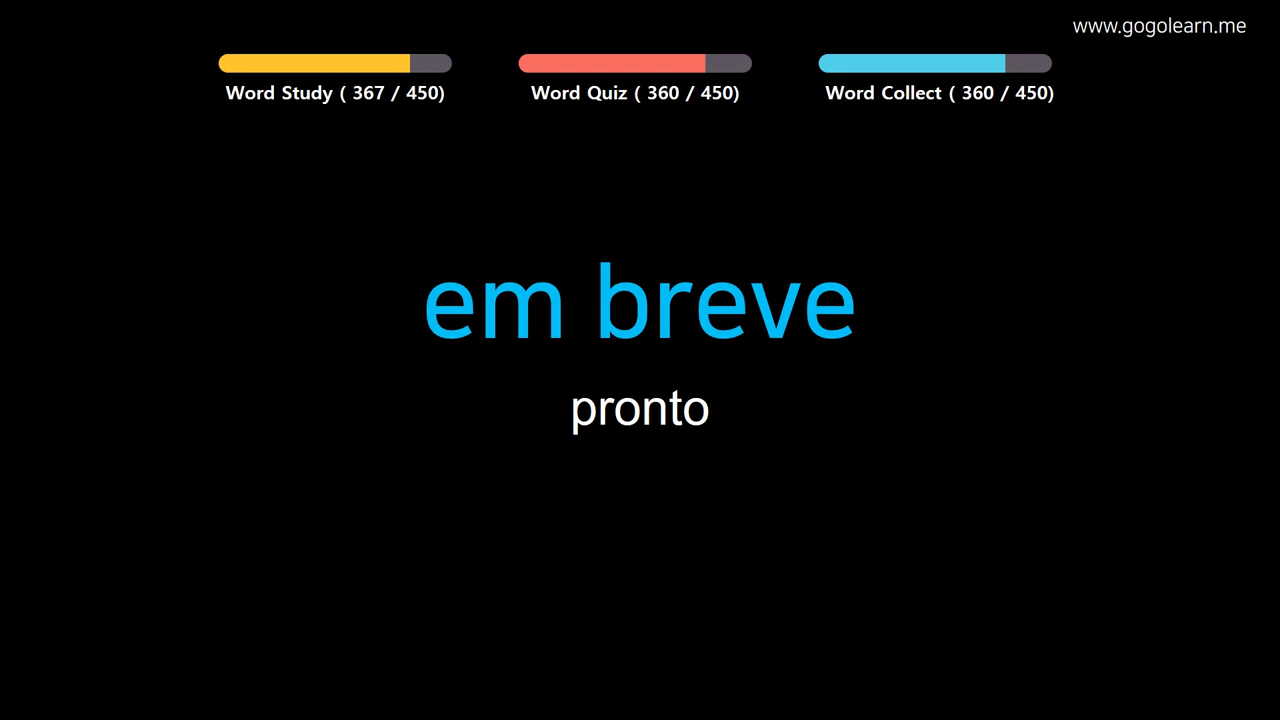 www.gogolearn.me
Word Study ( 367 / 450)
Word Quiz ( 360 / 450)
Word Collect ( 360 / 450)
em breve
pronto